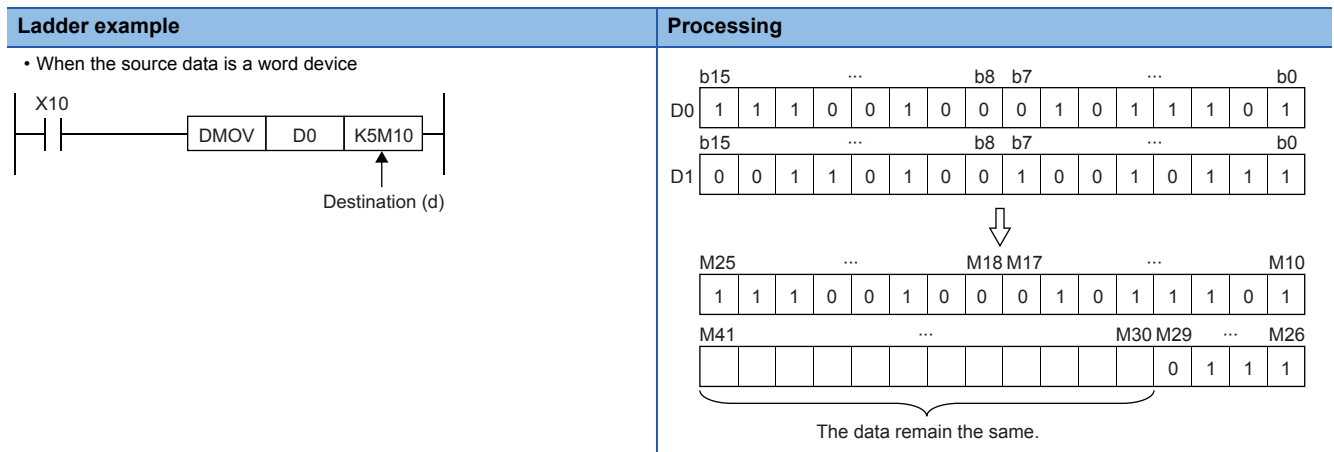 Ladder example
Processing
• When the source data is a word device
X10
DMOV D0 K5M10
Destination (d)
b15 ... b8 b7 ... b0
D0 1 1 1 0 0 1 0 0 0 1 0 1 1 1 0 1
b15 ... b8 b7 ... b0
D1 0 0 1 1 0 1 0 0 1 0 0 1 0 1 1 1
M25 ... M18 M17 ... M10
1 1 1 0 0 1 0 0 0 1 0 1 1 1 0 1
M41 ... M30 M29 ... M26
0 1 1 1
The data remain the same.